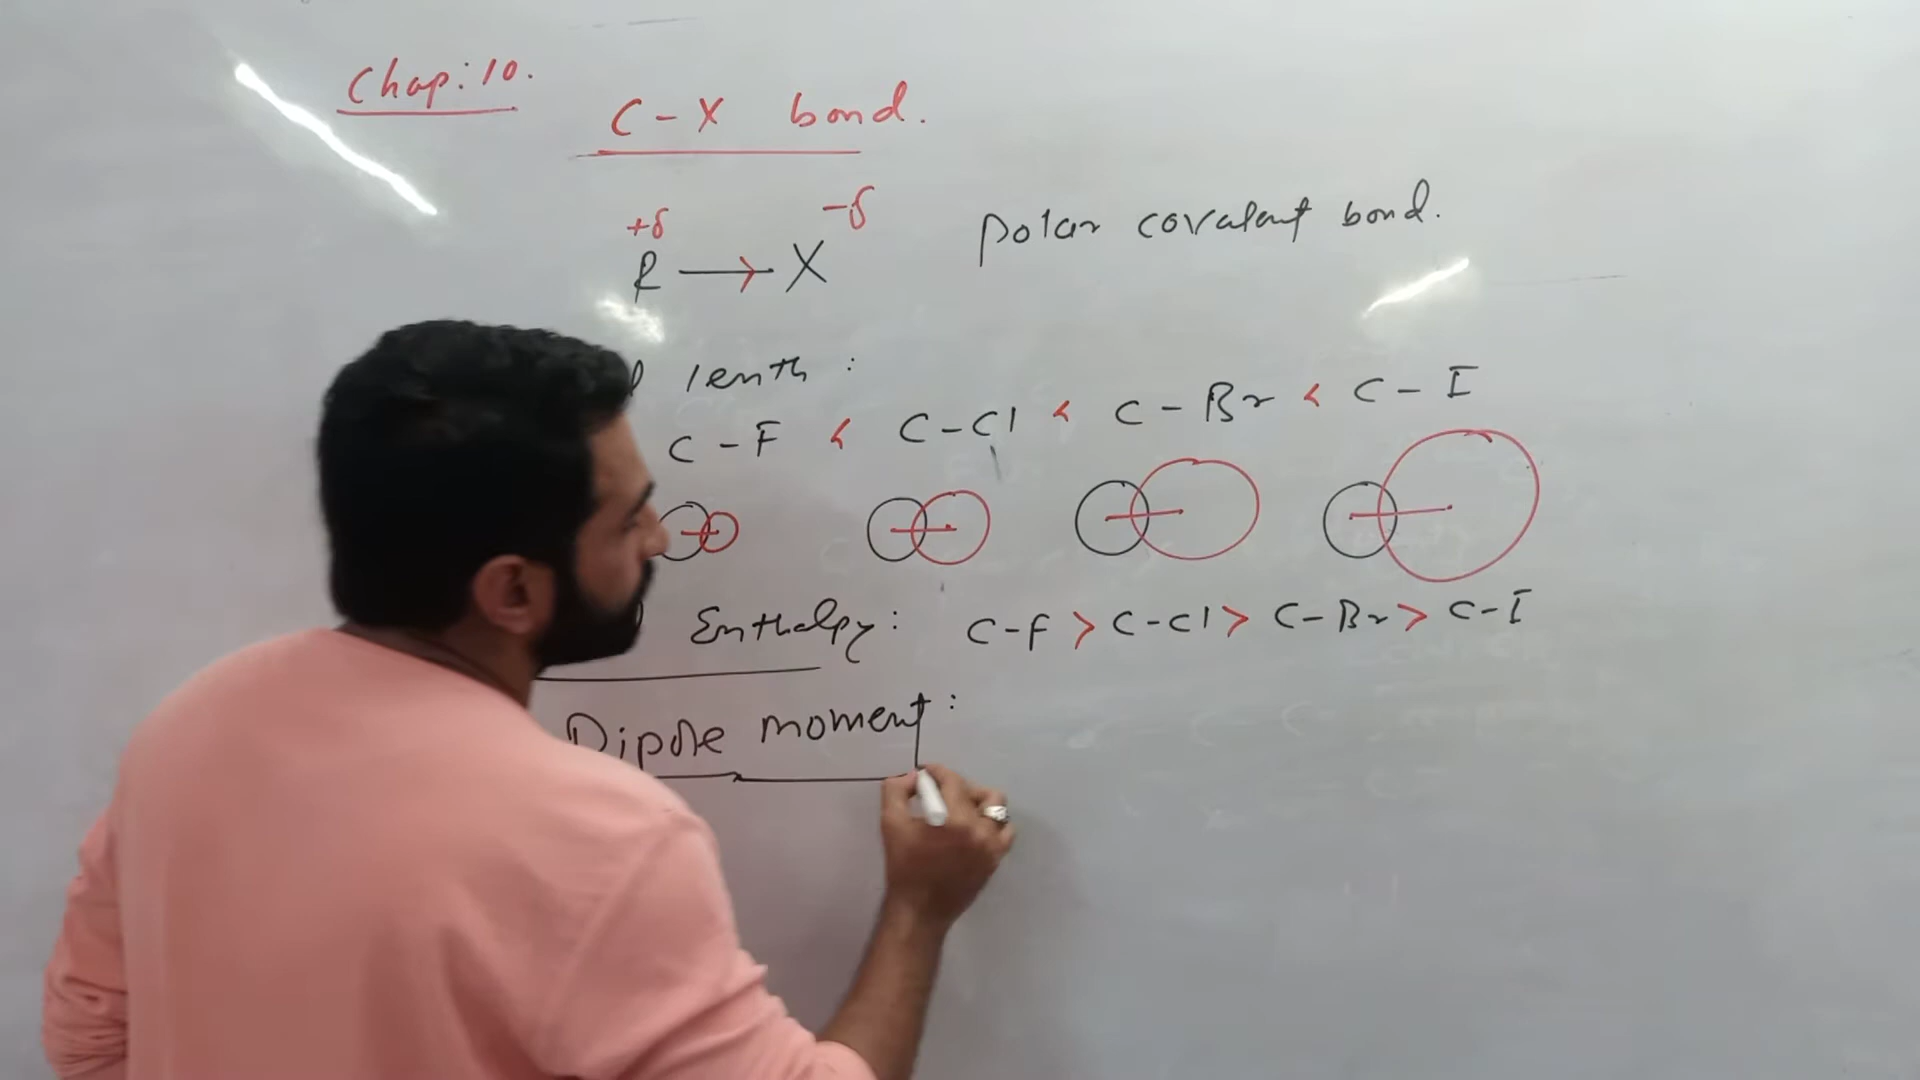 Chap:10.
C-X bond.
+δ -δ
R → X polar covalent bond.
lenth :
C-F < C-Cl < C-Br < C-I
Enthalpy: C-F > C-Cl > C-Br > C-I
Dipole moment: